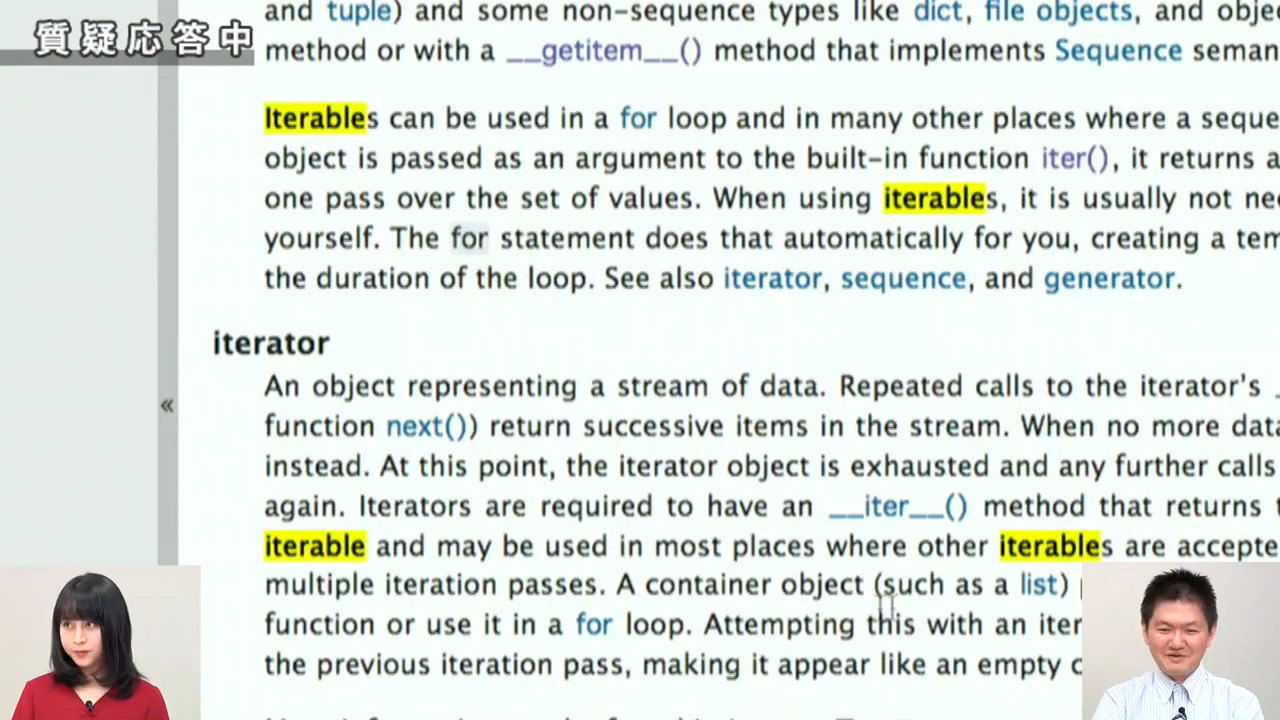 質疑応答中
and tuple) and some non-sequence types like dict, file objects, and obje
method or with a __getitem__() method that implements Sequence seman
Iterables can be used in a for loop and in many other places where a seque
object is passed as an argument to the built-in function iter(), it returns a
one pass over the set of values. When using iterables, it is usually not ne
yourself. The for statement does that automatically for you, creating a tem
the duration of the loop. See also iterator, sequence, and generator.
iterator
«
An object representing a stream of data. Repeated calls to the iterator's
function next()) return successive items in the stream. When no more data
instead. At this point, the iterator object is exhausted and any further calls
again. Iterators are required to have an __iter__() method that returns t
iterable and may be used in most places where other iterables are accepte
multiple iteration passes. A container object (such as a list)
function or use it in a for loop. Attempting this with an iter
the previous iteration pass, making it appear like an empty c